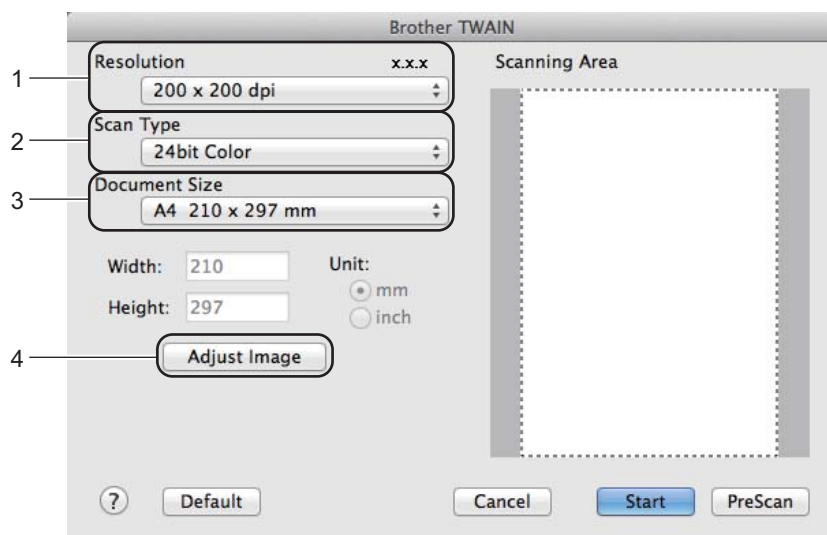 Brother TWAIN
1
Resolution x.x.x
200 x 200 dpi
2
Scan Type
24bit Color
3
Document Size
A4 210 x 297 mm
Width: 210
Height: 297
Unit:
mm
inch
4
Adjust Image
Scanning Area
? Default Cancel Start PreScan